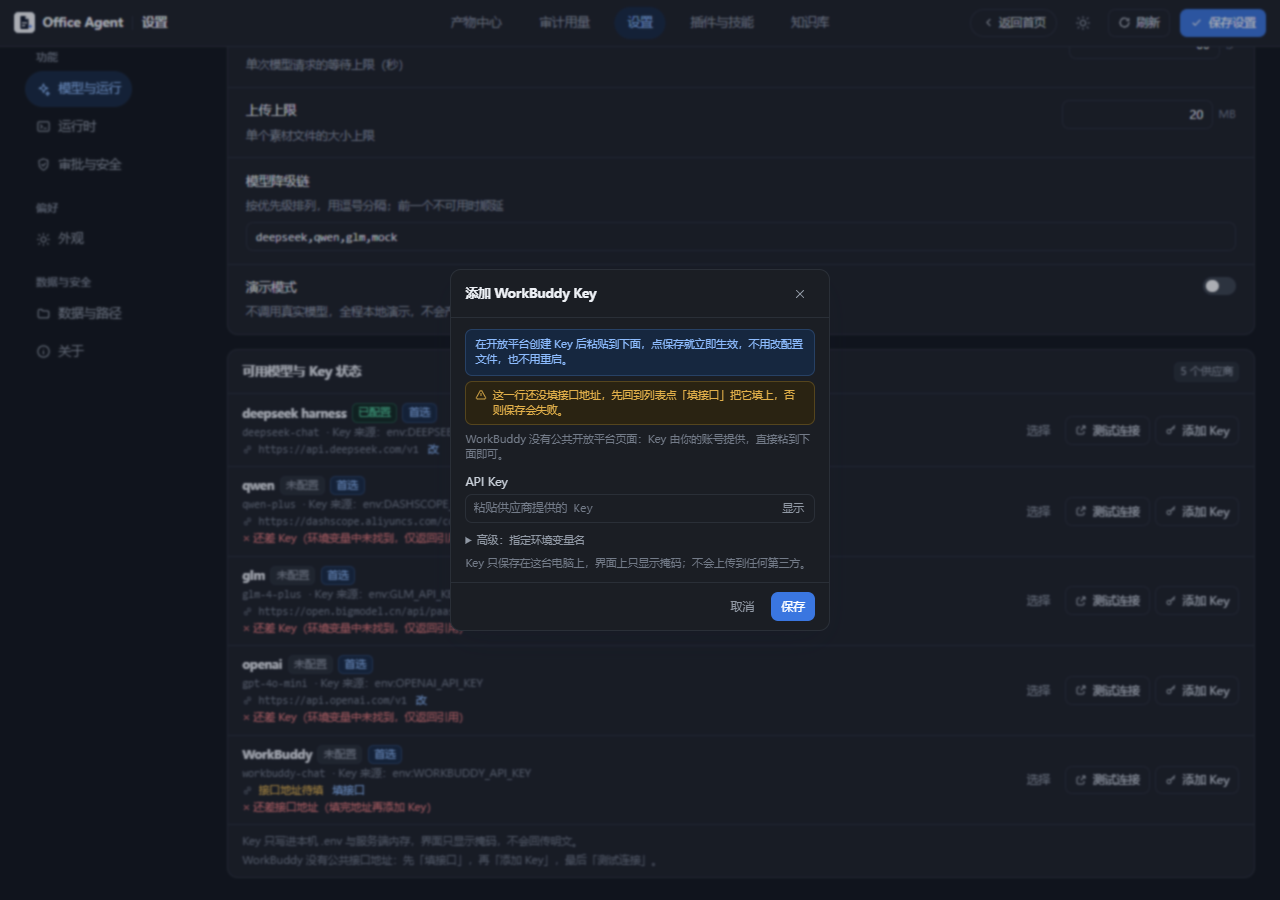 Office Agent 设置
产物中心 审计用量 设置 插件与技能 知识库
返回首页 刷新 保存设置
功能
模型与运行
运行时
审批与安全
偏好
外观
数据与安全
数据与路径
关于
单次模型请求的等待上限（秒）
上传上限
20 MB
单个素材文件的大小上限
模型降级链
按优先级排列，用逗号分隔；前一个不可用时顺延
deepseek,qwen,glm,mock
演示模式
不调用真实模型，全程本地演示，不会
可用模型与 Key 状态
5 个供应商
deepseek harness 已配置 首选
deepseek-chat · Key 来源：env:DEEPSEE
https://api.deepseek.com/v1 改
选择 测试连接 添加 Key
qwen 未配置 首选
qwen-plus · Key 来源：env:DASHSCOPE_
https://dashscope.aliyuncs.com/c
× 还差 Key（环境变量中未找到，仅返回引
选择 测试连接 添加 Key
glm 未配置 首选
glm-4-plus · Key 来源：env:GLM_API_K
https://open.bigmodel.cn/api/paa
× 还差 Key（环境变量中未找到，仅返回引用）
选择 测试连接 添加 Key
openai 未配置 首选
gpt-4o-mini · Key 来源：env:OPENAI_API_KEY
https://api.openai.com/v1 改
× 还差 Key（环境变量中未找到，仅返回引用）
选择 测试连接 添加 Key
WorkBuddy 未配置 首选
workbuddy-chat · Key 来源：env:WORKBUDDY_API_KEY
接口地址待填 填接口
× 还差接口地址（填完地址再添加 Key）
选择 测试连接 添加 Key
Key 只写进本机 .env 与服务端内存，界面只显示掩码，不会回传明文。
WorkBuddy 没有公共接口地址：先「填接口」，再「添加 Key」，最后「测试连接」。
添加 WorkBuddy Key
在开放平台创建 Key 后粘贴到下面，点保存就立即生效，不用改配置
文件，也不用重启。
这一行还没填接口地址，先回到列表点「填接口」把它填上，否
则保存会失败。
WorkBuddy 没有公共开放平台页面：Key 由你的账号提供，直接粘到下
面即可。
API Key
粘贴供应商提供的 Key 显示
高级：指定环境变量名
Key 只保存在这台电脑上，界面上只显示掩码；不会上传到任何第三方。
取消 保存